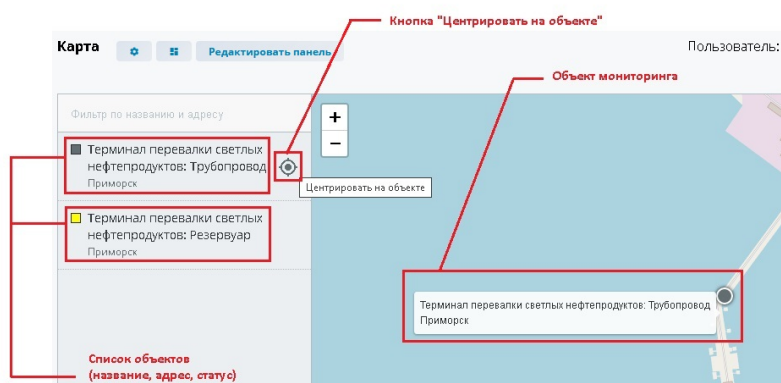 Кнопка "Центрировать на объекте"
Карта
Редактировать панель
Пользователь:
Объект мониторинга
Фильтр по названию и адресу
+
−
Терминал перевалки светлых
нефтепродуктов: Трубопровод
Приморск
Центрировать на объекте
Терминал перевалки светлых
нефтепродуктов: Резервуар
Приморск
Терминал перевалки светлых нефтепродуктов: Трубопровод
Приморск
Список объектов
(название, адрес, статус)